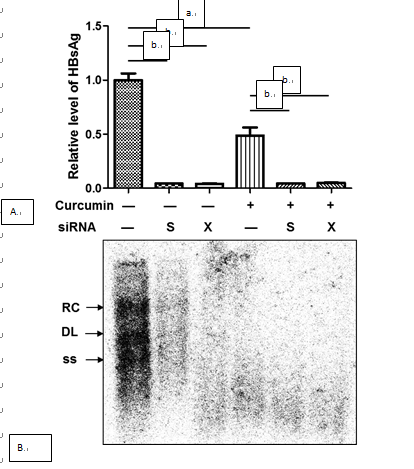 a.
b.
b.
b.
b.
Relative level of HBsAg
1.5
1.0
0.5
0.0
Curcumin — — — + + +
siRNA — S X — S X
A.
RC
DL
ss
B.